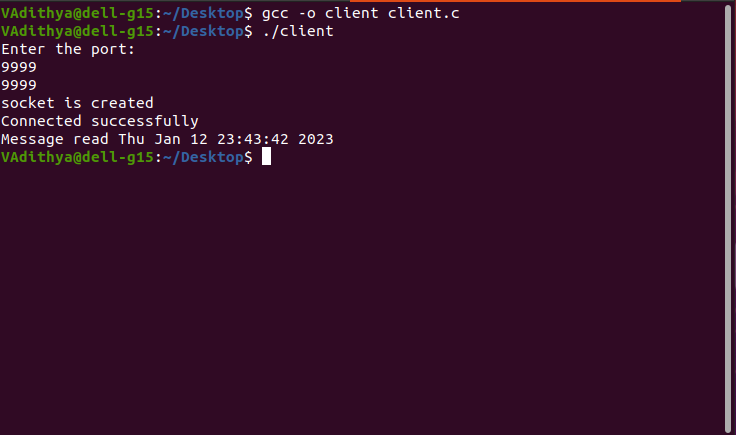 VAdithya@dell-g15:~/Desktop$ gcc -o client client.c
VAdithya@dell-g15:~/Desktop$ ./client
Enter the port:
9999
9999
socket is created
Connected successfully
Message read Thu Jan 12 23:43:42 2023
VAdithya@dell-g15:~/Desktop$